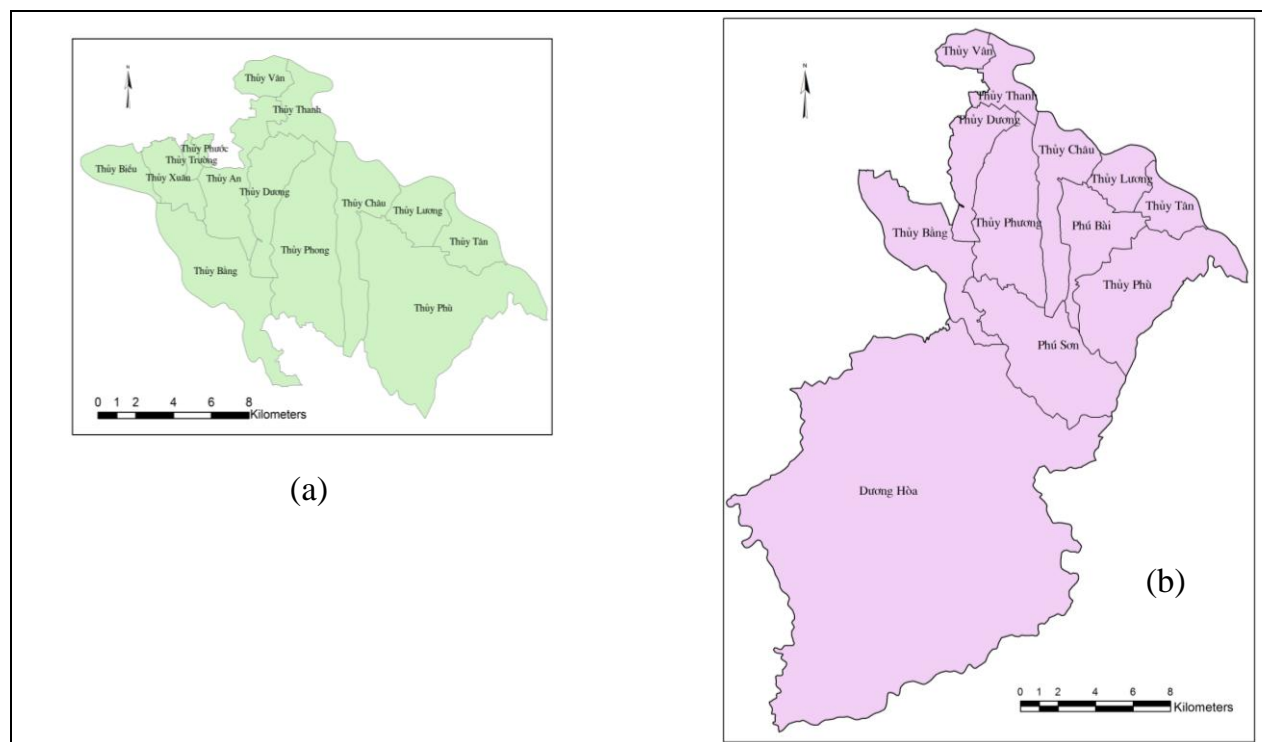 N
Thủy Vân
Thủy Thanh
Thủy Phước
Thủy Trường
Thủy Biều
Thủy Xuân
Thủy An
Thủy Dương
Thủy Châu
Thủy Lương
Thủy Tân
Thủy Phong
Thủy Bằng
Thủy Phù
0 1 2 4 6 8
Kilometers
(a)
N
Thủy Vân
Thủy Thanh
Thủy Dương
Thủy Châu
Thủy Lương
Thủy Tân
Thủy Phương
Phú Bài
Thủy Bằng
Thủy Phù
Phú Sơn
Dương Hòa
(b)
0 1 2 4 6 8
Kilometers